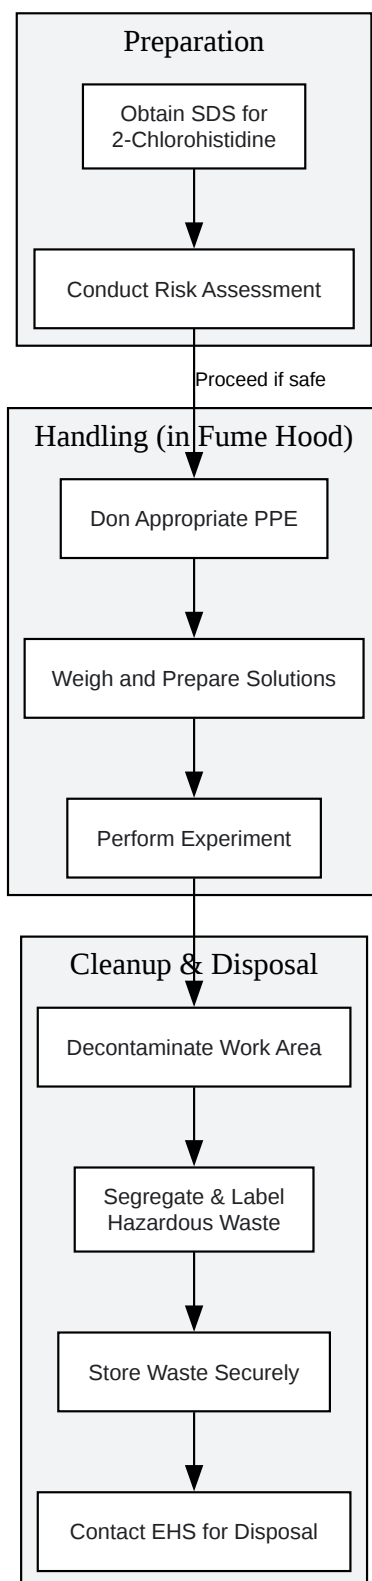 Preparation
Obtain SDS for
2-Chlorohistidine
Conduct Risk Assessment
Proceed if safe
Handling (in Fume Hood)
Don Appropriate PPE
Weigh and Prepare Solutions
Perform Experiment
Cleanup & Disposal
Decontaminate Work Area
Segregate & Label
Hazardous Waste
Store Waste Securely
Contact EHS for Disposal